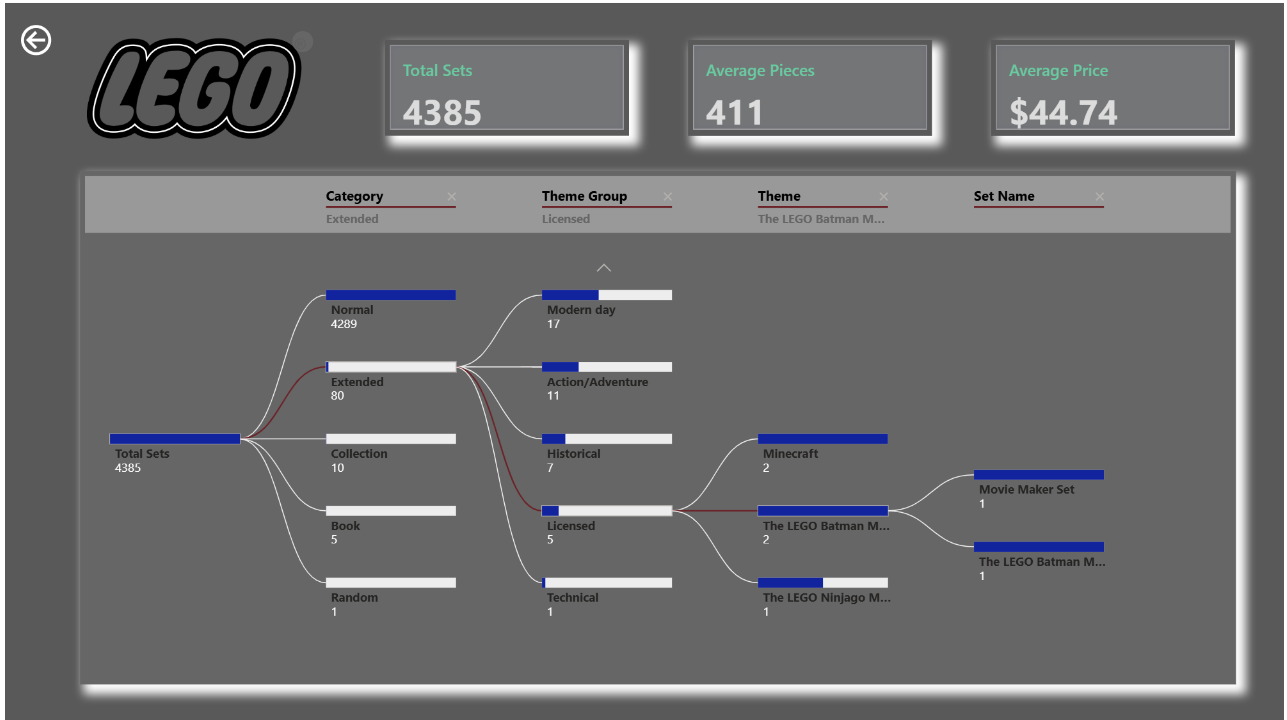 LEGO
Total Sets
4385
Average Pieces
411
Average Price
$44.74
Category
Extended
Theme Group
Licensed
Theme
The LEGO Batman M...
Set Name
Total Sets
4385
Normal
4289
Extended
80
Collection
10
Book
5
Random
1
Modern day
17
Action/Adventure
11
Historical
7
Licensed
5
Technical
1
Minecraft
2
The LEGO Batman M...
2
The LEGO Ninjago M...
1
Movie Maker Set
1
The LEGO Batman M...
1